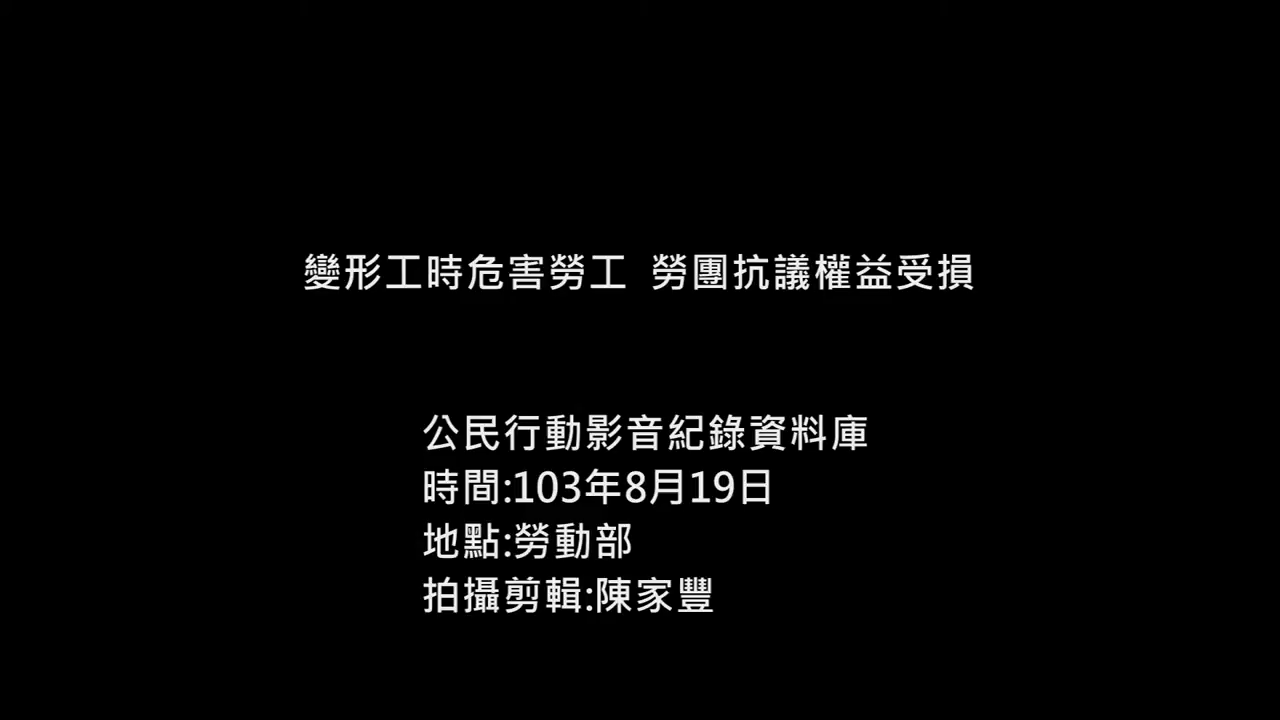 變形工時危害勞工 勞團抗議權益受損
公民行動影音紀錄資料庫
時間:103年8月19日
地點:勞動部
拍攝剪輯:陳家豐